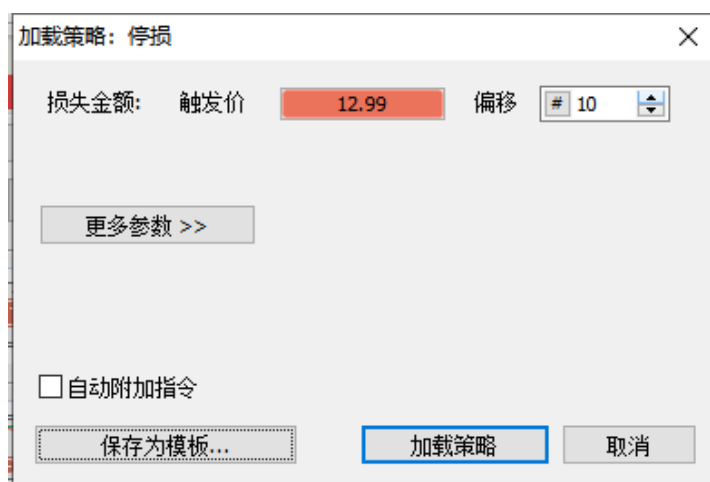 加载策略：停损
损失金额: 触发价 12.99 偏移 # 10
更多参数 >>
自动附加指令
保存为模板... 加载策略 取消